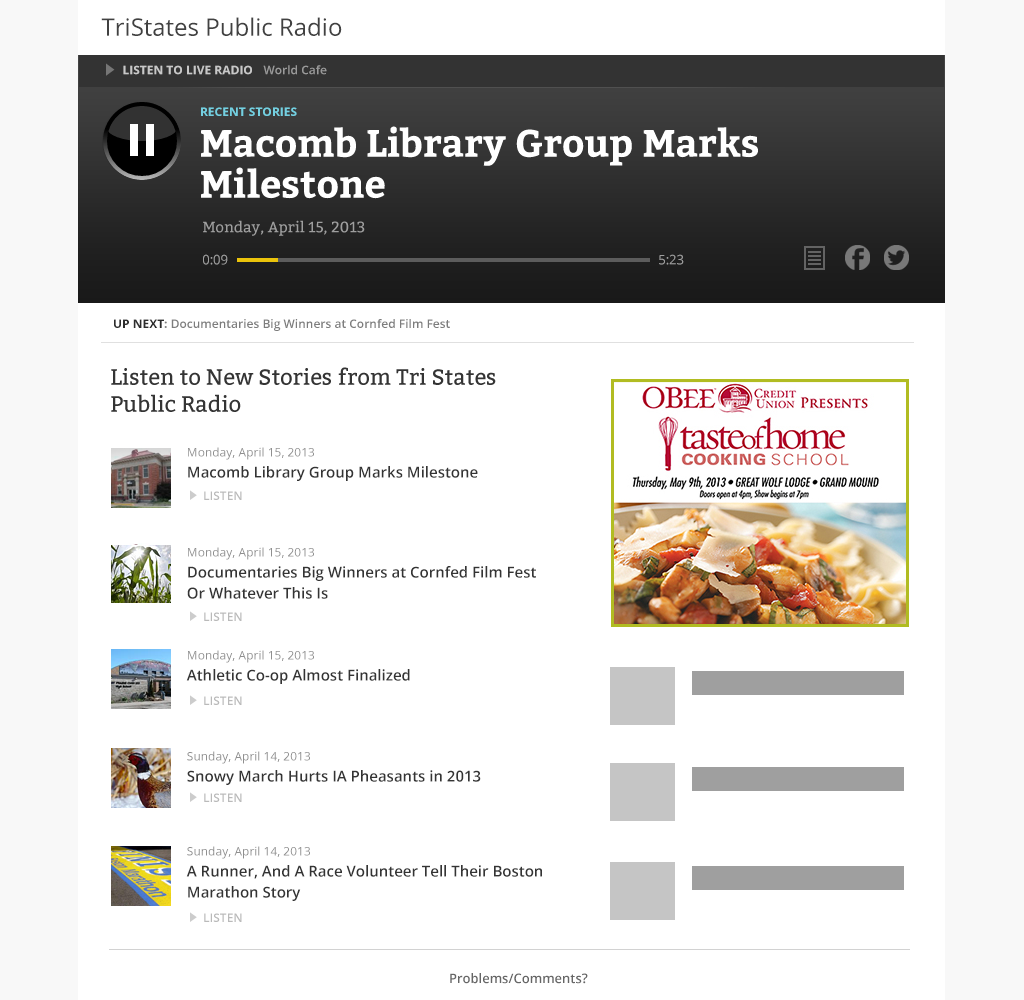 TriStates Public Radio
LISTEN TO LIVE RADIO World Cafe
RECENT STORIES
Macomb Library Group Marks
Milestone
Monday, April 15, 2013
0:09 5:23
UP NEXT: Documentaries Big Winners at Cornfed Film Fest
Listen to New Stories from Tri States
Public Radio
Monday, April 15, 2013
Macomb Library Group Marks Milestone
LISTEN
Monday, April 15, 2013
Documentaries Big Winners at Cornfed Film Fest
Or Whatever This Is
LISTEN
Monday, April 15, 2013
Athletic Co-op Almost Finalized
LISTEN
Sunday, April 14, 2013
Snowy March Hurts IA Pheasants in 2013
LISTEN
Sunday, April 14, 2013
A Runner, And A Race Volunteer Tell Their Boston
Marathon Story
LISTEN
OBEE CREDIT UNION PRESENTS
tasteofhome
COOKING SCHOOL
Thursday, May 9th, 2013 • GREAT WOLF LODGE • GRAND MOUND
Doors open at 4pm, Show begins at 7pm
Marathon
Problems/Comments?